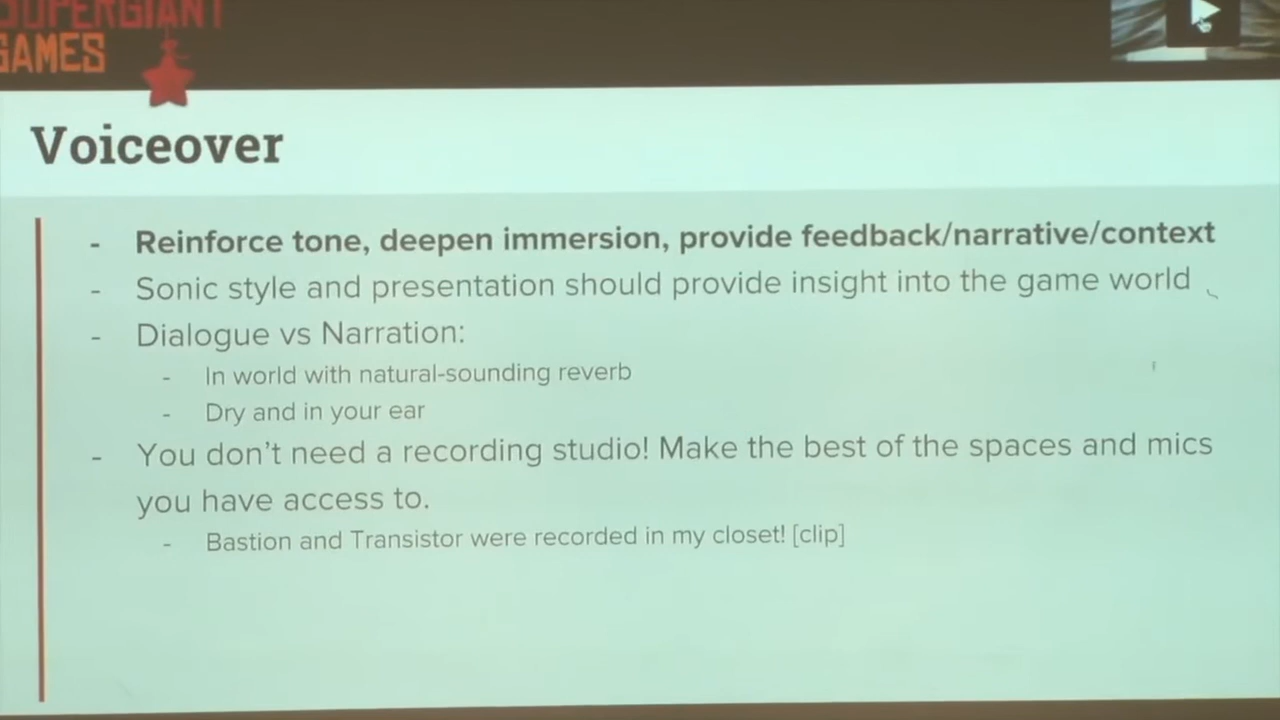 SUPERGIANT
GAMES
Voiceover
- Reinforce tone, deepen immersion, provide feedback/narrative/context
- Sonic style and presentation should provide insight into the game world
- Dialogue vs Narration:
- In world with natural-sounding reverb
- Dry and in your ear
- You don't need a recording studio! Make the best of the spaces and mics
you have access to.
- Bastion and Transistor were recorded in my closet! [clip]